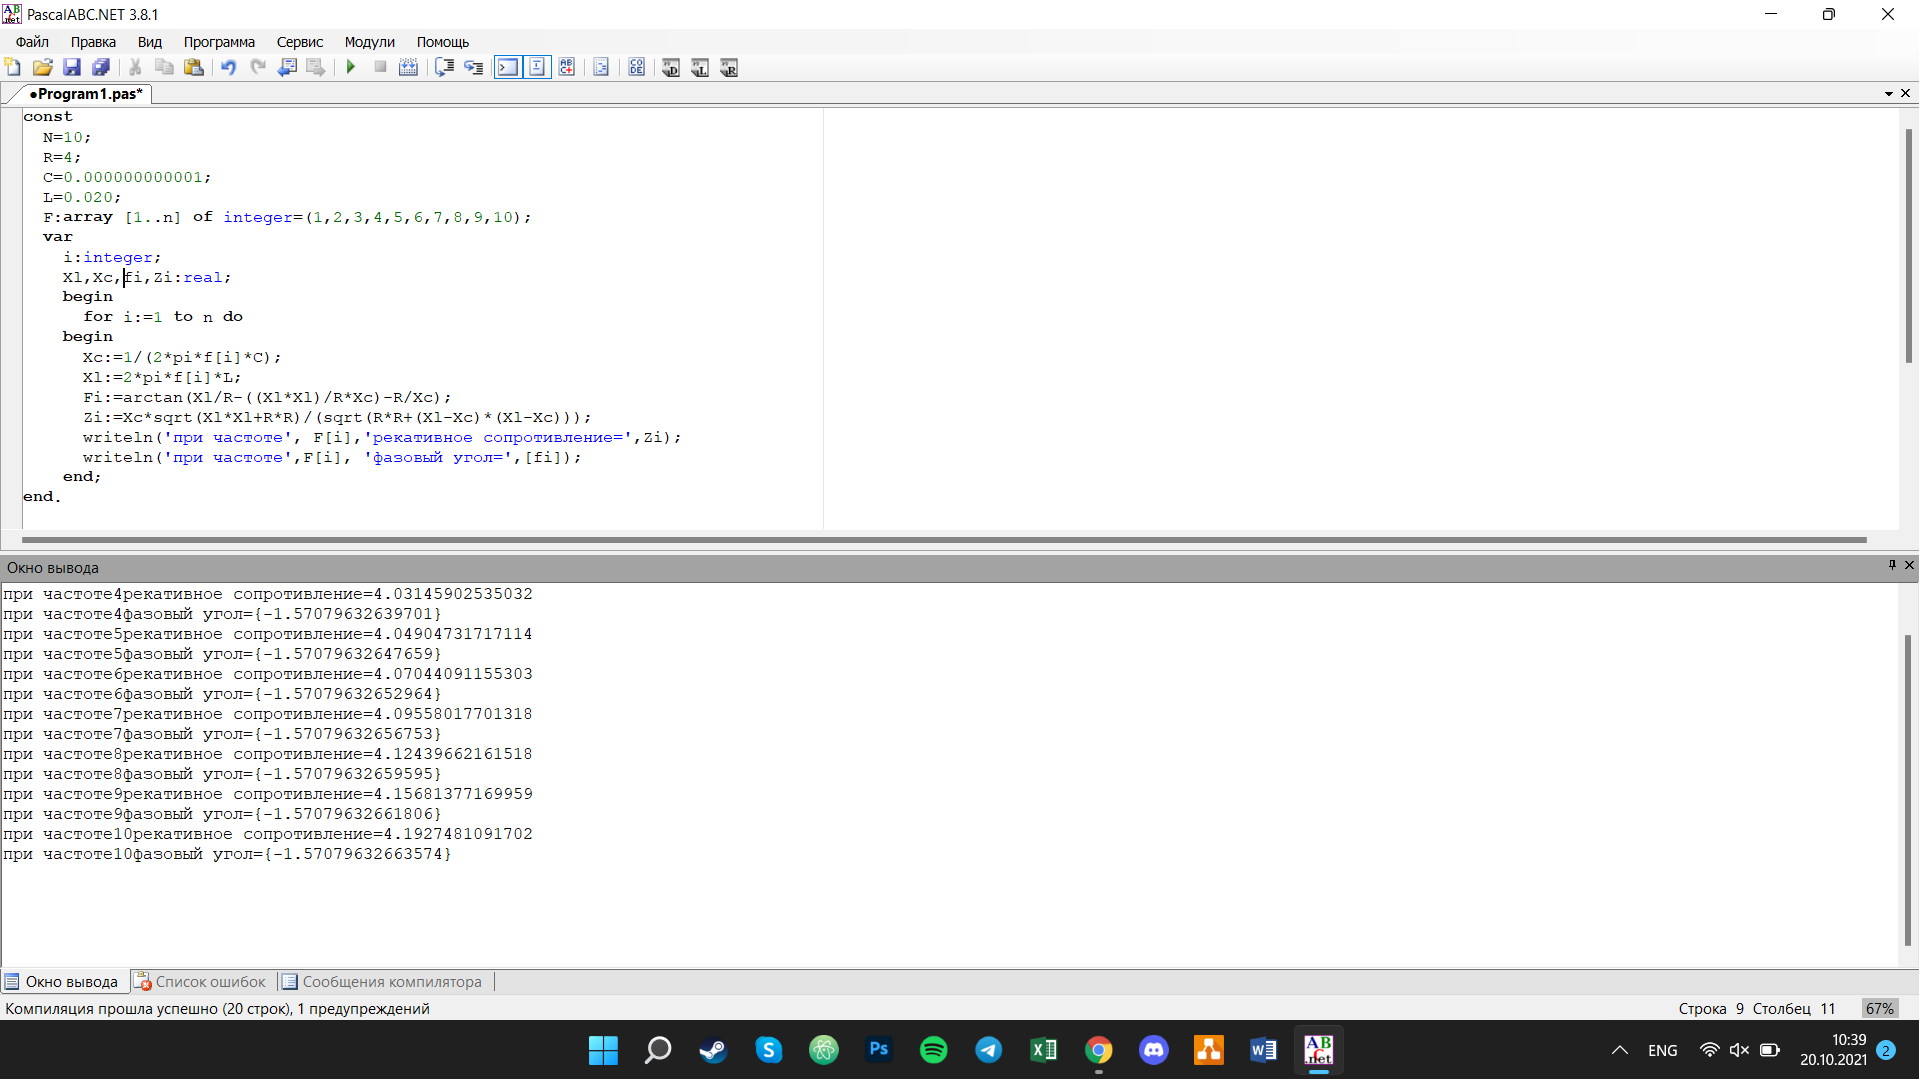 PascalABC.NET 3.8.1
Файл Правка Вид Программа Сервис Модули Помощь
●Program1.pas*
const
N=10;
R=4;
C=0.000000000001;
L=0.020;
F:array [1..n] of integer=(1,2,3,4,5,6,7,8,9,10);
var
i:integer;
Xl,Xc,fi,Zi:real;
begin
for i:=1 to n do
begin
Xc:=1/(2*pi*f[i]*C);
Xl:=2*pi*f[i]*L;
Fi:=arctan(Xl/R-((Xl*Xl)/R*Xc)-R/Xc);
Zi:=Xc*sqrt(Xl*Xl+R*R)/(sqrt(R*R+(Xl-Xc)*(Xl-Xc)));
writeln('при частоте', F[i],'рекативное сопротивление=',Zi);
writeln('при частоте',F[i], 'фазовый угол=',[fi]);
end;
end.
Окно вывода
при частоте4рекативное сопротивление=4.03145902535032
при частоте4фазовый угол={-1.57079632639701}
при частоте5рекативное сопротивление=4.04904731717114
при частоте5фазовый угол={-1.57079632647659}
при частоте6рекативное сопротивление=4.07044091155303
при частоте6фазовый угол={-1.57079632652964}
при частоте7рекативное сопротивление=4.09558017701318
при частоте7фазовый угол={-1.57079632656753}
при частоте8рекативное сопротивление=4.12439662161518
при частоте8фазовый угол={-1.57079632659595}
при частоте9рекативное сопротивление=4.15681377169959
при частоте9фазовый угол={-1.57079632661806}
при частоте10рекативное сопротивление=4.1927481091702
при частоте10фазовый угол={-1.57079632663574}
Окно вывода Список ошибок Сообщения компилятора
Компиляция прошла успешно (20 строк), 1 предупреждений Строка 9 Столбец 11 67%
Ps ENG 10:39
20.10.2021 2